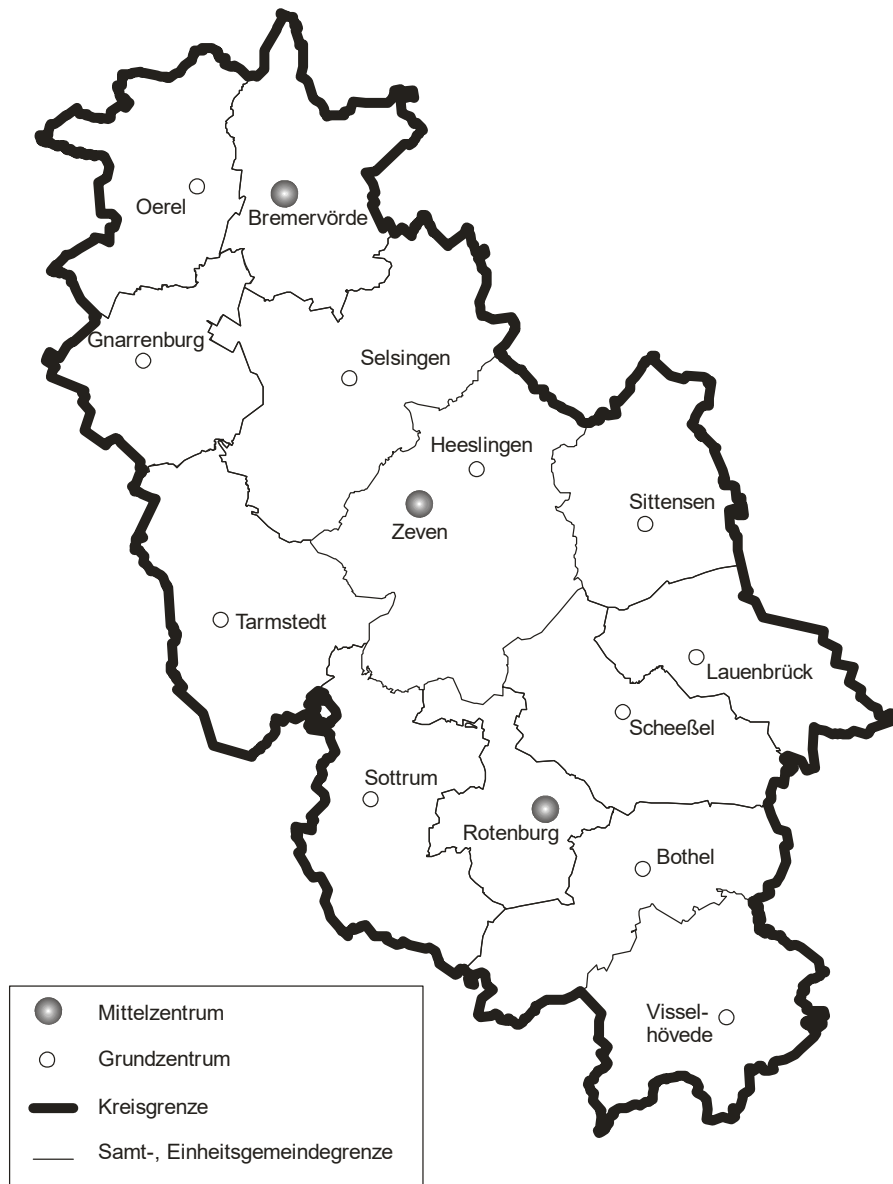 Oerel
Bremervörde
Gnarrenburg
Selsingen
Heeslingen
Sittensen
Zeven
Tarmstedt
Lauenbrück
Scheeßel
Sottrum
Rotenburg
Bothel
Vissel-
hövede
Mittelzentrum
Grundzentrum
Kreisgrenze
Samt-, Einheitsgemeindegrenze